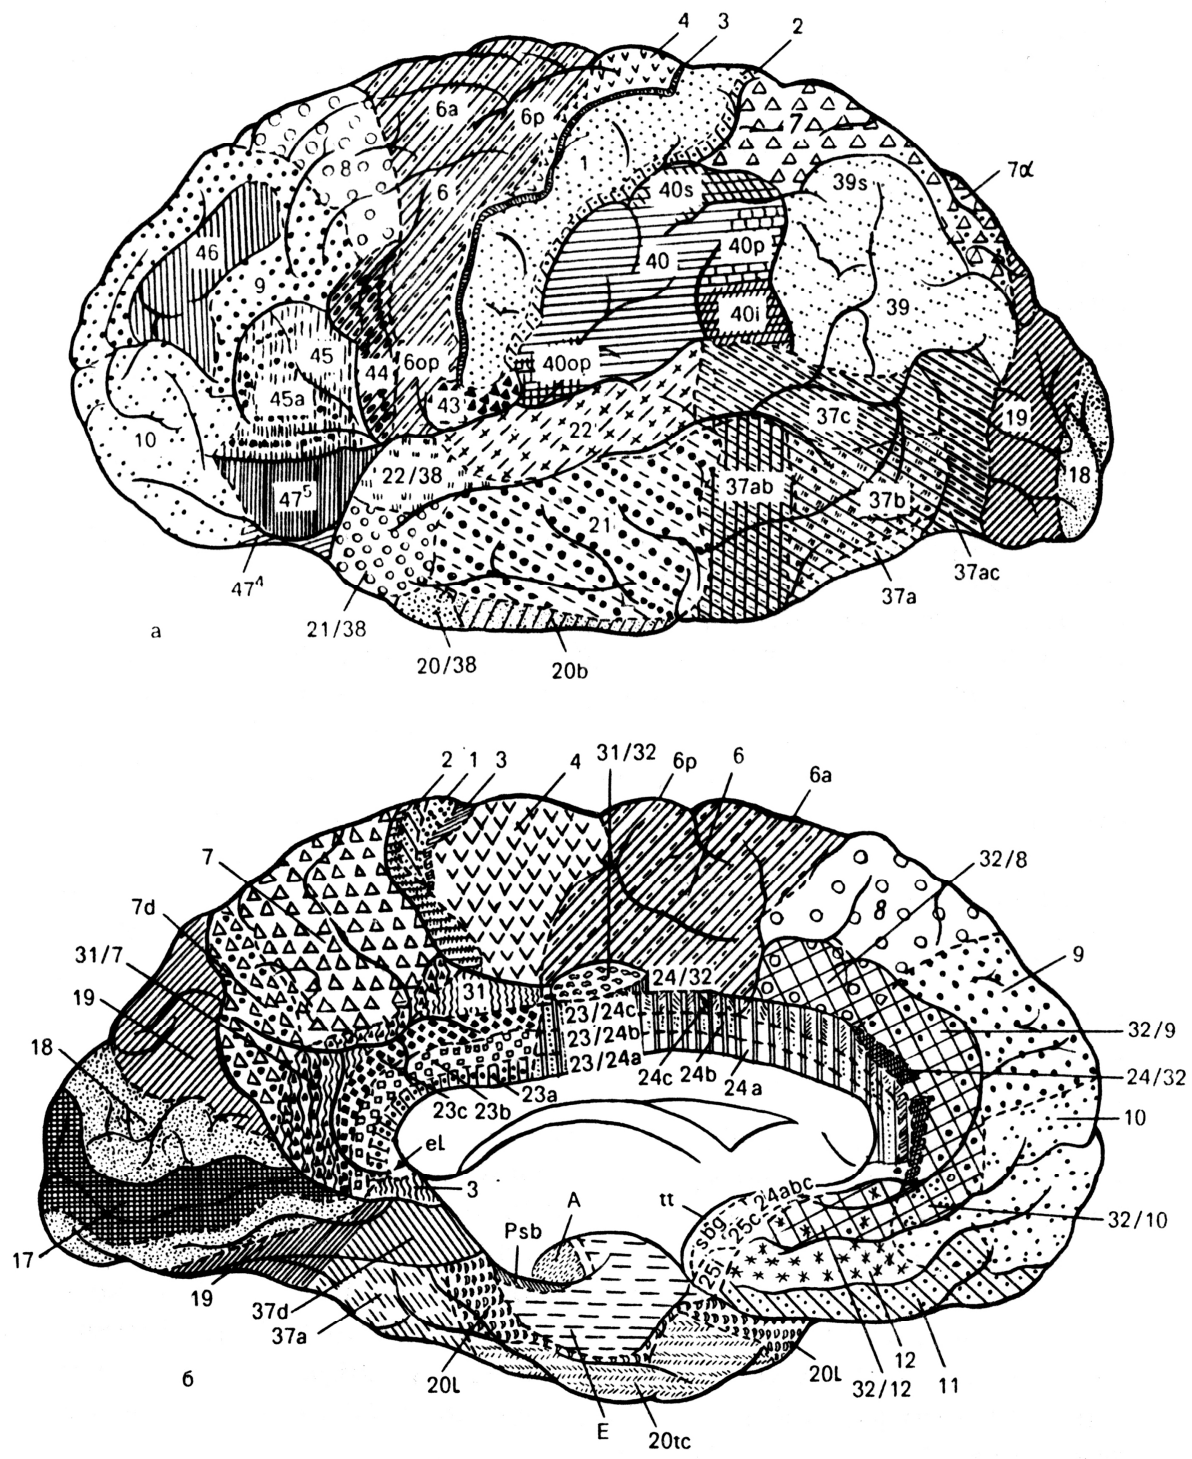 4 3 2
6a 6p 7
8 1
7α
40s 39s
6
46 40 40p
9
40i 39
45 44 6op 40op
45a 43 37c 19
10 22
22/38 37ab 37b 18
47⁵
21
47⁴ 37ac
37a
21/38
а
20/38 20b
31/32
2 1 3 4 6p 6 6a
7 32/8
8
7d
31/7 9
19 31 24/32
23/24c
32/9
18 23/24b
23/24a 24c 24b 24a 24/32
23c 23b 23a
10
el
3 tt 24abc
A
25c
Psb sbg 32/10
17 25l
19
37d
37a
12
б 20l 20l 32/12 11
E
20tc